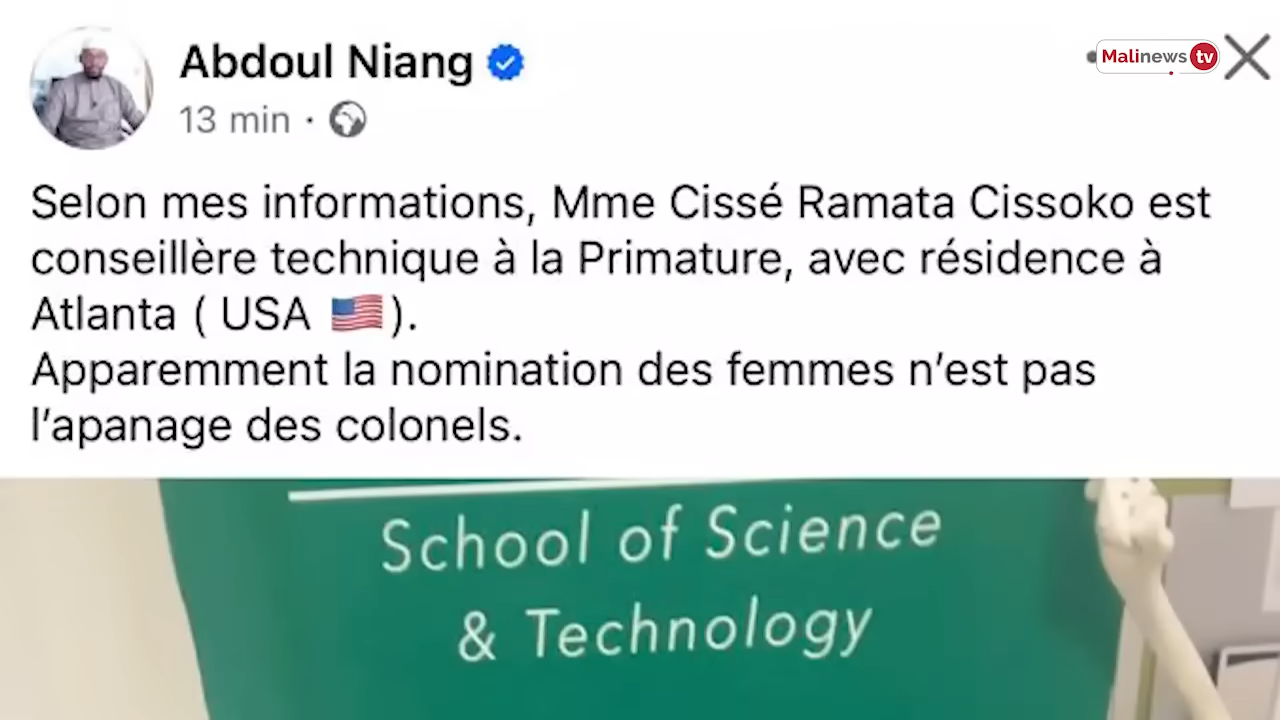 Abdoul Niang
Malinews tv
13 min ·
Selon mes informations, Mme Cissé Ramata Cissoko est
conseillère technique à la Primature, avec résidence à
Atlanta ( USA 🇺🇸).
Apparemment la nomination des femmes n’est pas
l’apanage des colonels.
School of Science
& Technology